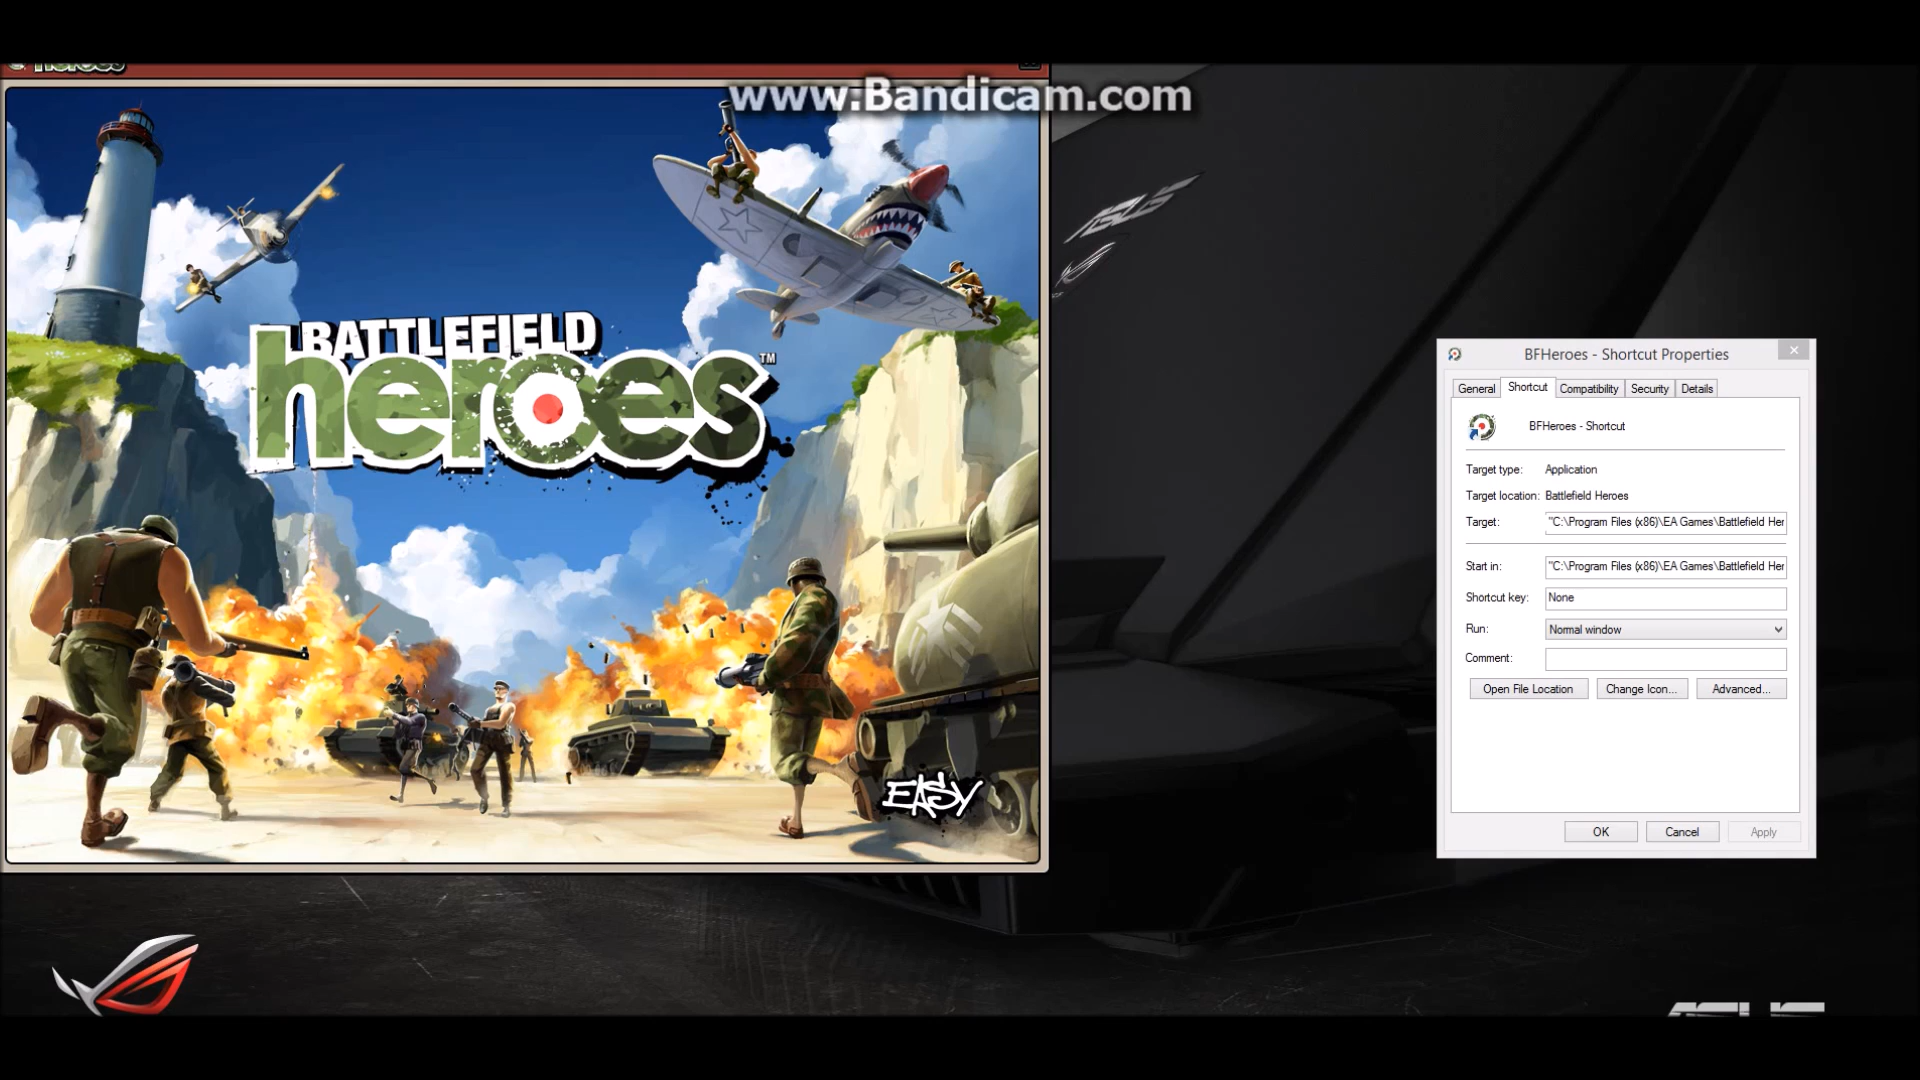 heroes
www.Bandicam.com
BATTLEFIELD
heroes™
EASY
ASUS
BFHeroes - Shortcut Properties
General Shortcut Compatibility Security Details
BFHeroes - Shortcut
Target type: Application
Target location: Battlefield Heroes
Target: "C:\Program Files (x86)\EA Games\Battlefield Her
Start in: "C:\Program Files (x86)\EA Games\Battlefield Her
Shortcut key: None
Run: Normal window
Comment:
Open File Location Change Icon... Advanced...
OK Cancel Apply